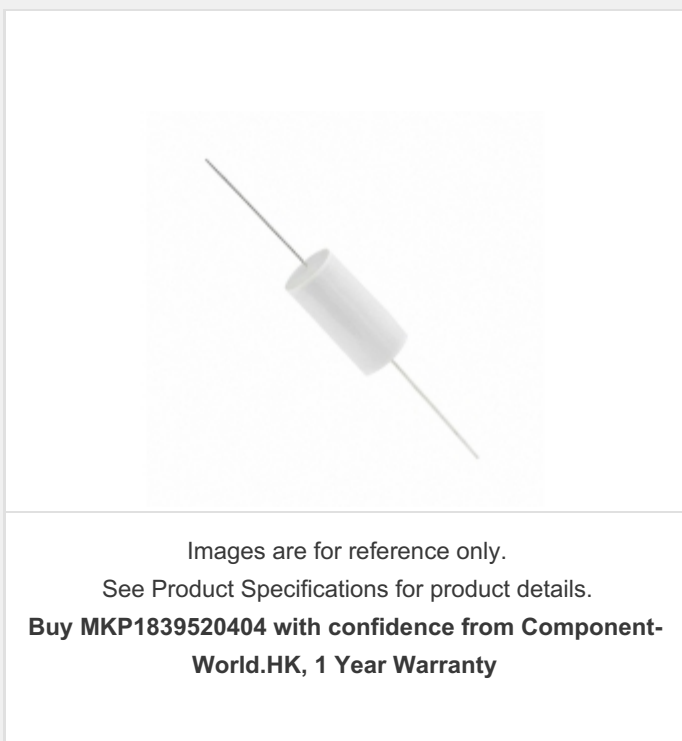 Images are for reference only.
See Product Specifications for product details.
Buy MKP1839520404 with confidence from Component-
World.HK, 1 Year Warranty